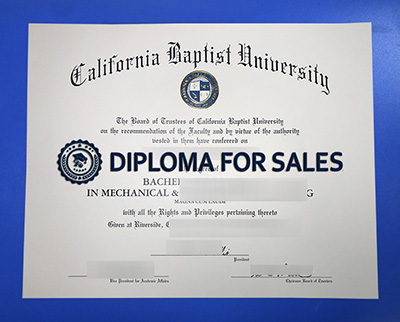 California Baptist University
The Board of Trustees of California Baptist University
on the recommendation of the Faculty and by virtue of the authority
vested in them have conferred on
DIPLOMA FOR SALES
of
BACHE
IN MECHANICAL & G
MAGNA CUM LAUDE
with all the Rights and Privileges pertaining thereto
Given at Riverside,
President
Vice President for Academic Affairs
Chairman Board of Trustees